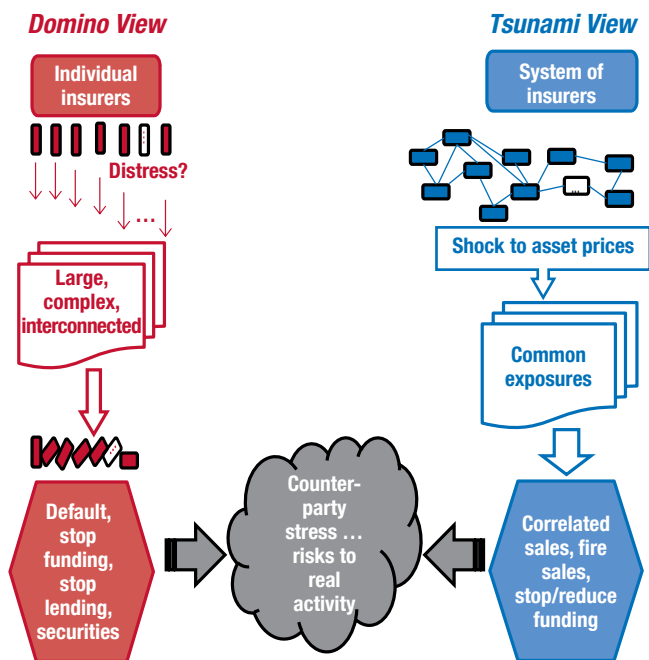 Domino View
Individual
insurers
Distress?
...
Large,
complex,
interconnected
Default,
stop
funding,
stop
lending,
securities
Counter-
party
stress ...
risks to
real
activity
Tsunami View
System of
insurers
...
Shock to asset prices
Common
exposures
Correlated
sales, fire
sales,
stop/reduce
funding